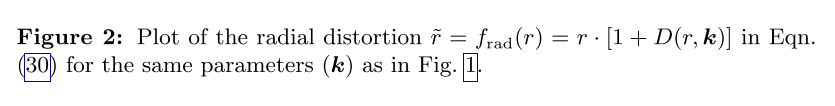 Figure 2: Plot of the radial distortion r̃ = f_rad(r) = r · [1 + D(r, k)] in Eqn.
(30) for the same parameters (k) as in Fig. 1.